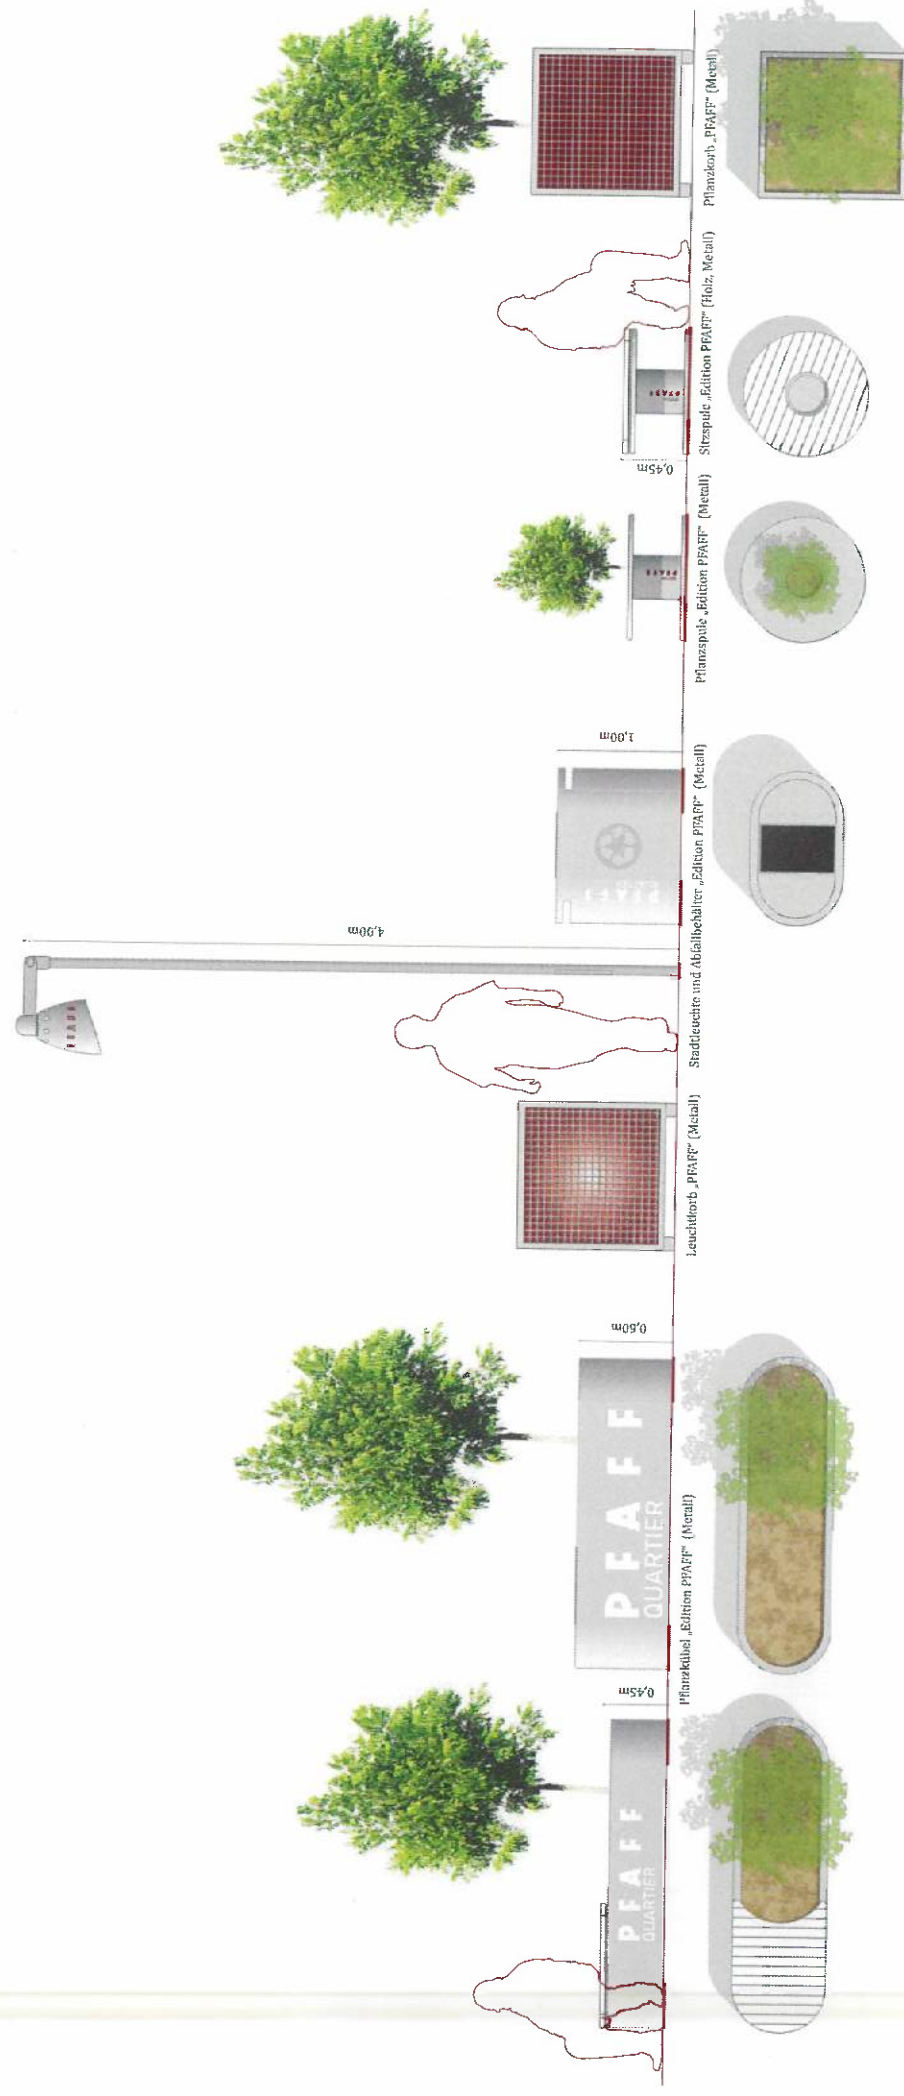 P F A F F
QUARTIER
0,45m
P F A F F
QUARTIER
0,60m
Pflanzkübel „Edition PFAFF“ (Metall)
Leuchtkorb „PFAFF“ (Metall)
PFAFF
4,00m
PFAFF
1,00m
Stadtleuchte und Abfallbehälter „Edition PFAFF“ (Metall)
PFAFF
Pflanzspule „Edition PFAFF“ (Metall)
0,45m
PFAFF
Sitzspule „Edition PFAFF“ (Holz, Metall)
Pflanzkorb „PFAFF“ (Metall)